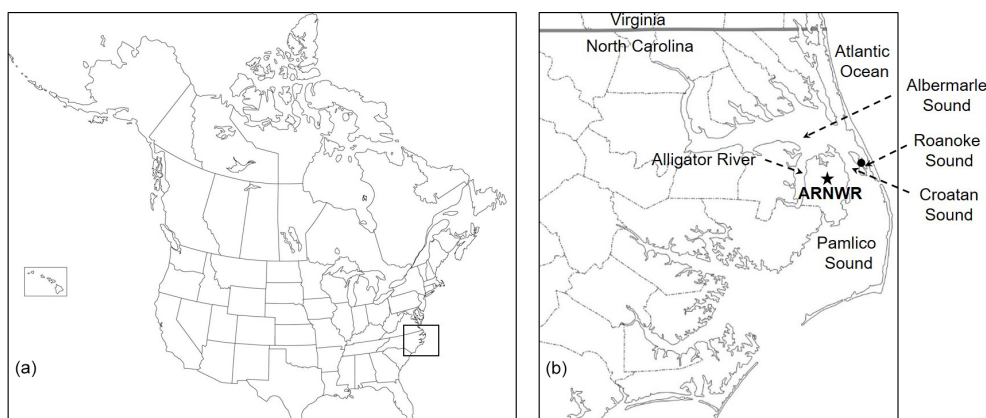 (a)
Virginia
North Carolina
Atlantic
Ocean
Albermarle
Sound
Roanoke
Sound
Alligator River
ARNWR
Croatan
Sound
Pamlico
Sound
(b)